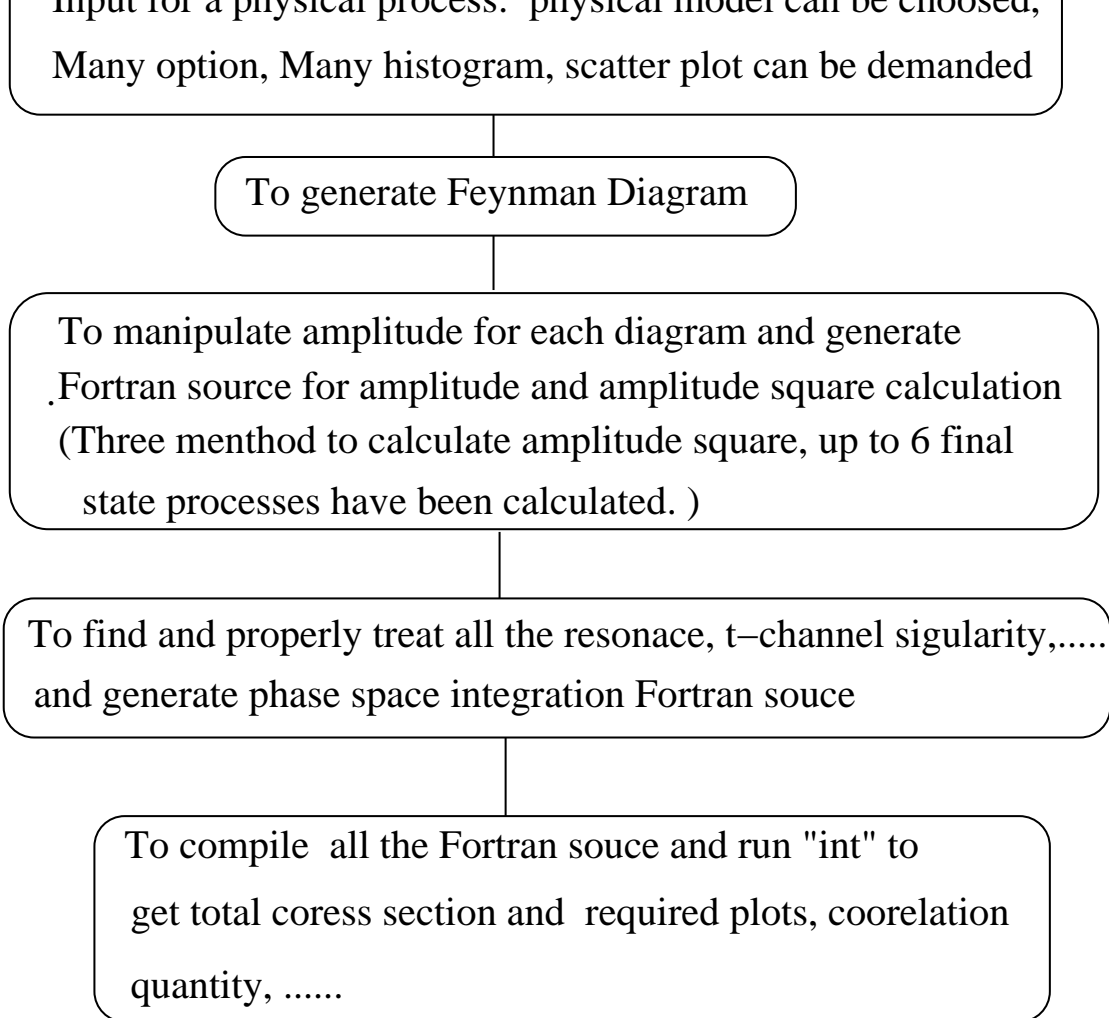 Input for a physical process: physical model can be choosed,
Many option, Many histogram, scatter plot can be demanded
To generate Feynman Diagram
To manipulate amplitude for each diagram and generate
.Fortran source for amplitude and amplitude square calculation
(Three menthod to calculate amplitude square, up to 6 final
state processes have been calculated. )
To find and properly treat all the resonace, t−channel sigularity,.....
and generate phase space integration Fortran souce
To compile all the Fortran souce and run "int" to
get total coress section and required plots, coorelation
quantity, ......